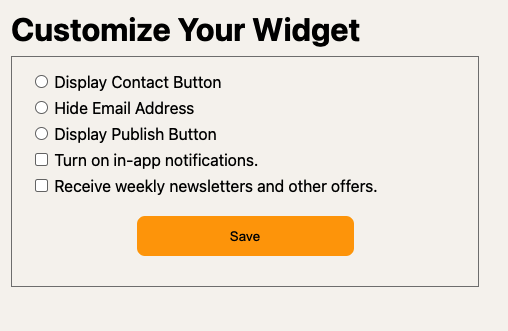 Customize Your Widget
Display Contact Button
Hide Email Address
Display Publish Button
Turn on in-app notifications.
Receive weekly newsletters and other offers.
Save